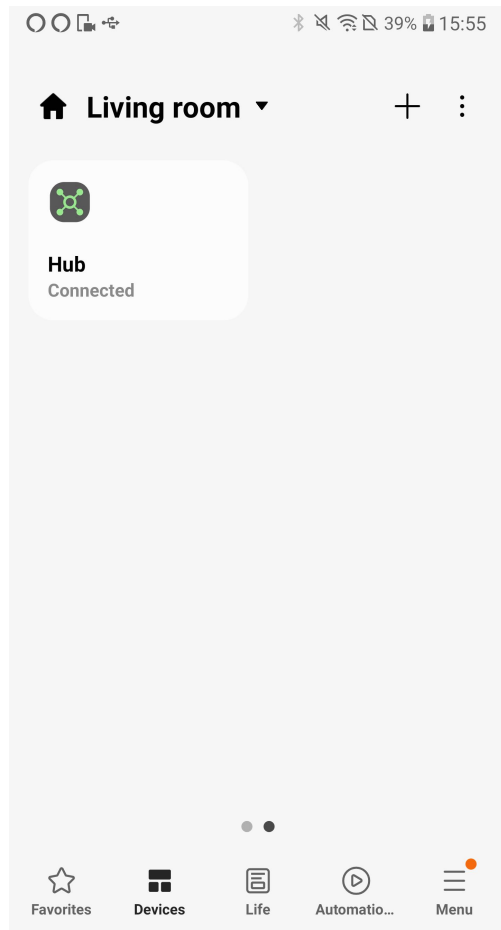 39% 15:55
Living room
Hub
Connected
Favorites Devices Life Automatio... Menu